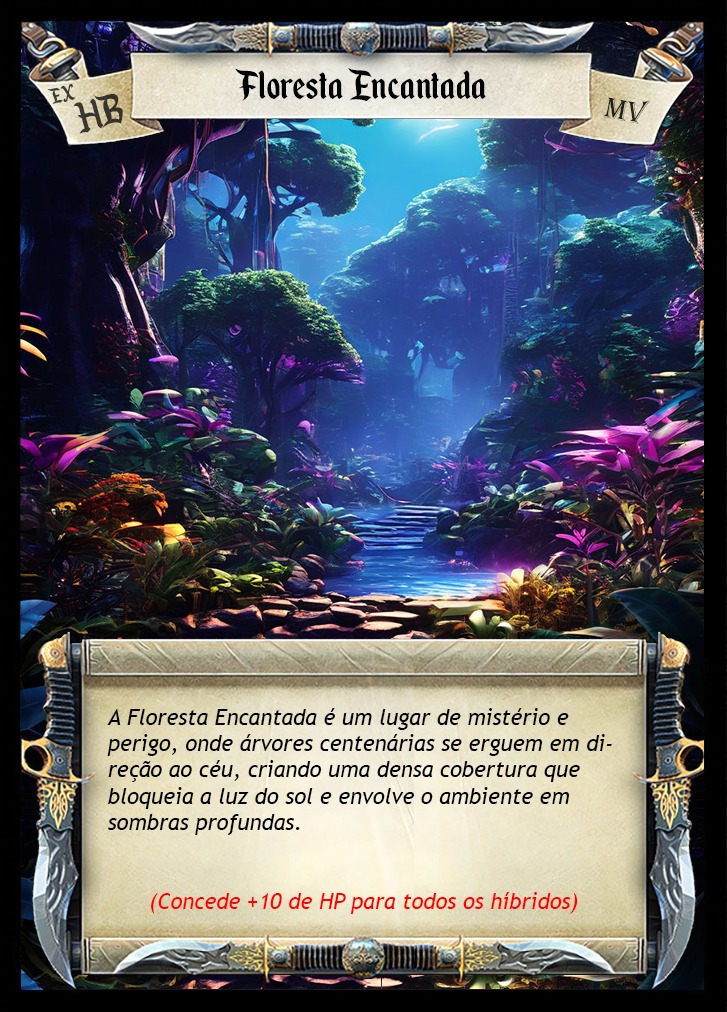 Floresta Encantada
EX
HB
MV
A Floresta Encantada é um lugar de mistério e
perigo, onde árvores centenárias se erguem em di-
reção ao céu, criando uma densa cobertura que
bloqueia a luz do sol e envolve o ambiente em
sombras profundas.
(Concede +10 de HP para todos os híbridos)